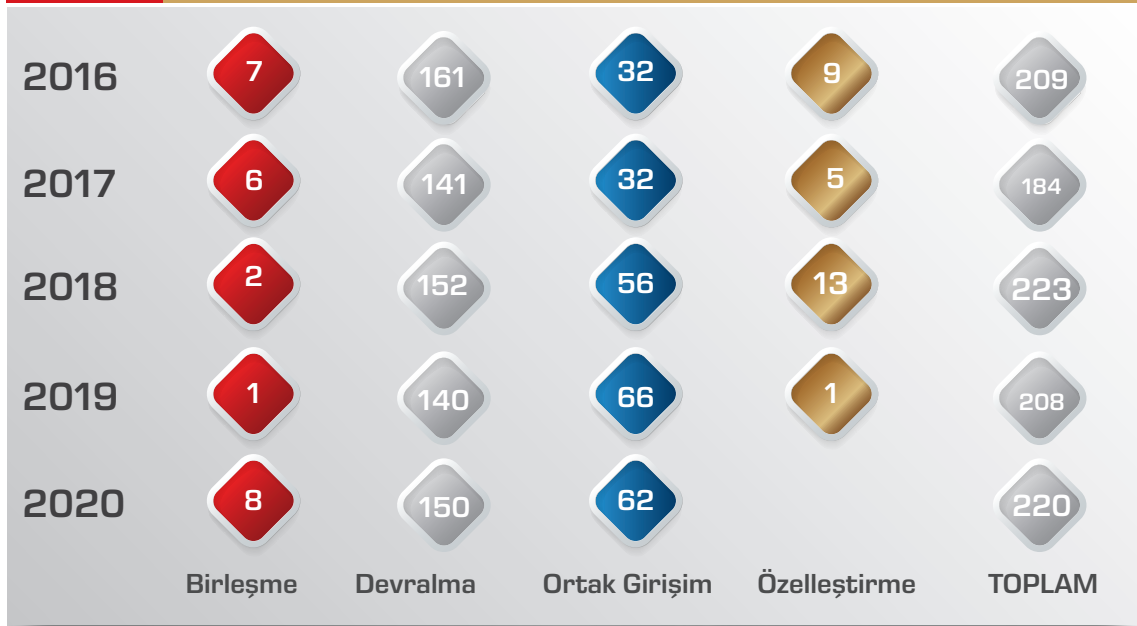 2016 7 161 32 9 209
2017 6 141 32 5 184
2018 2 152 56 13 223
2019 1 140 66 1 208
2020 8 150 62 220
Birleşme Devralma Ortak Girişim Özelleştirme TOPLAM